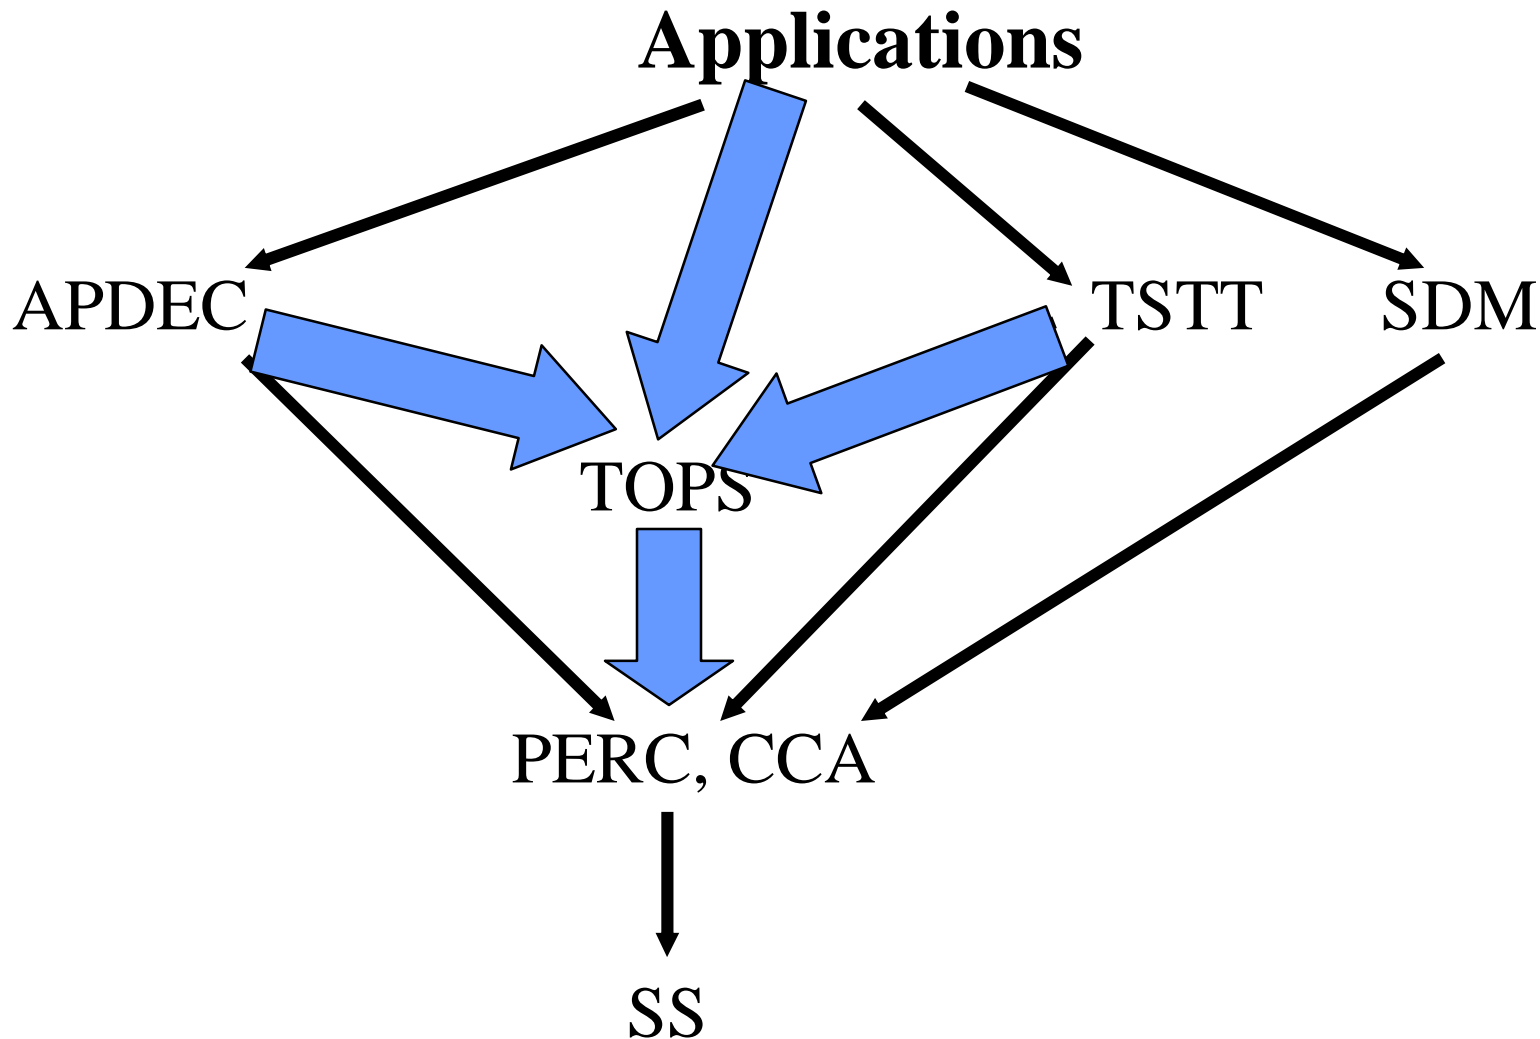 Applications
APDEC
TSTT
SDM
TOPS
PERC, CCA
SS